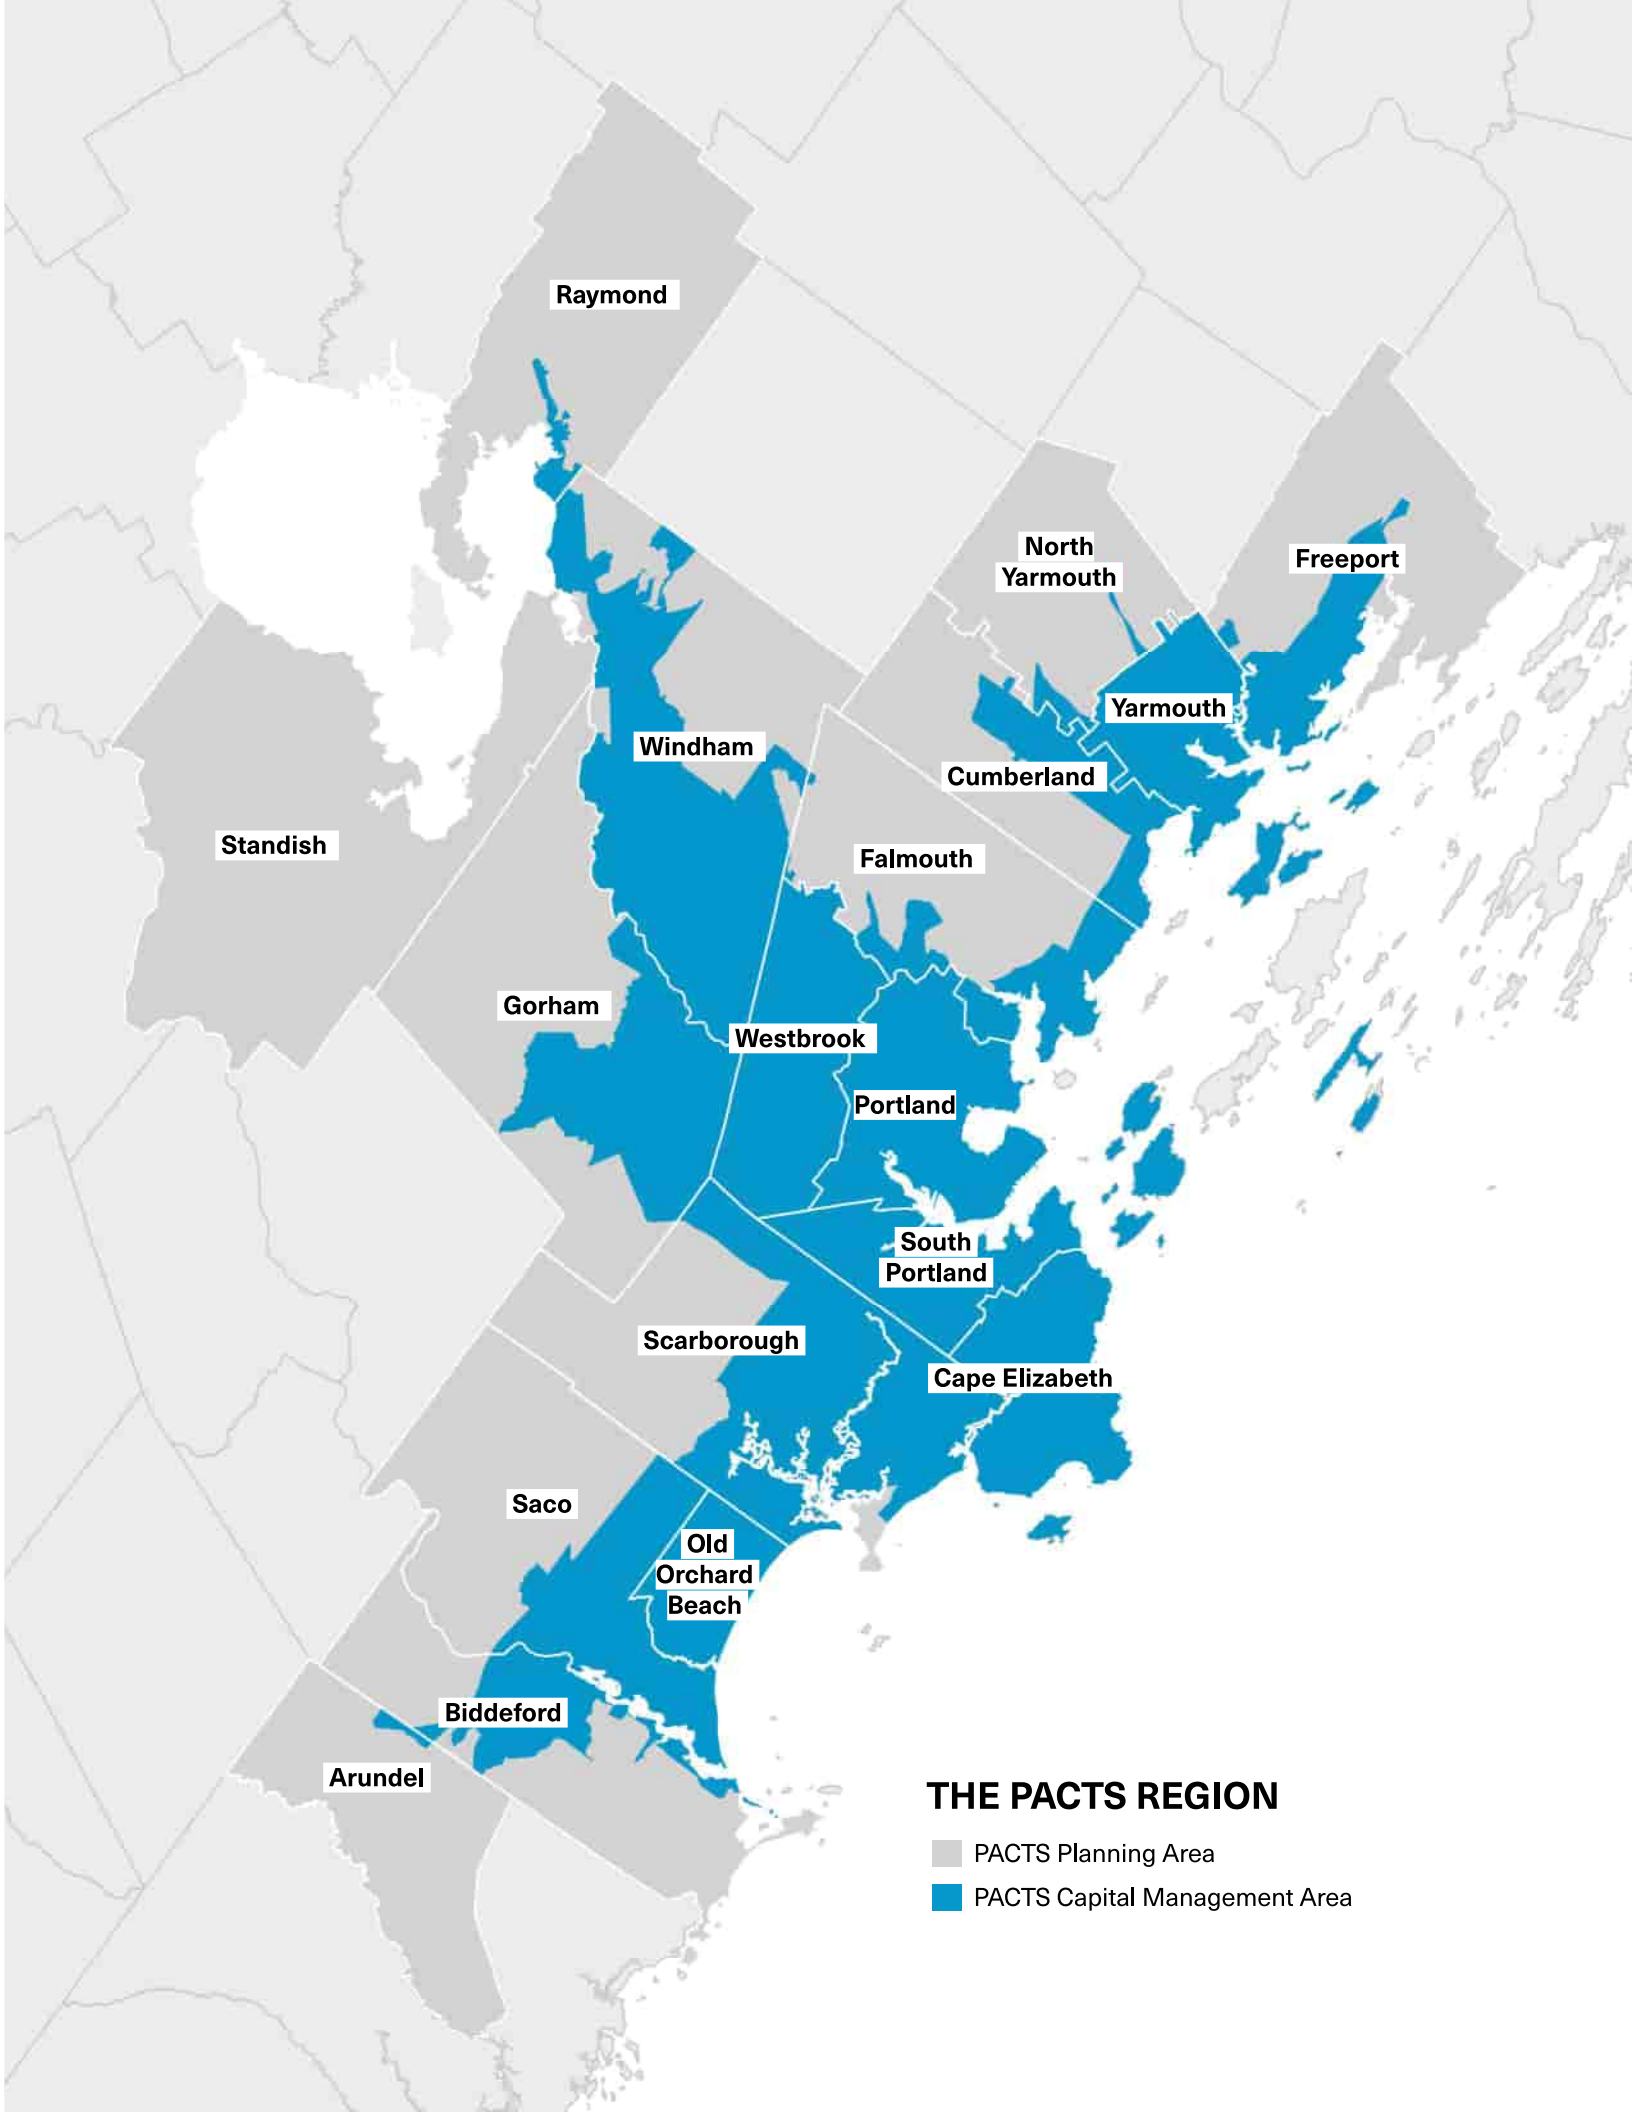 Raymond
North
Yarmouth
Freeport
Yarmouth
Windham
Cumberland
Standish
Falmouth
Gorham
Westbrook
Portland
South
Portland
Scarborough
Cape Elizabeth
Saco
Old
Orchard
Beach
Biddeford
Arundel
THE PACTS REGION
PACTS Planning Area
PACTS Capital Management Area